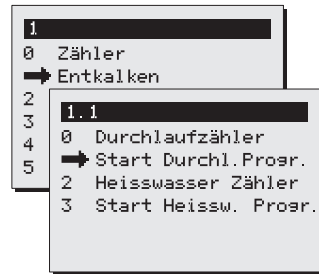 1
0 Zähler
➡ Entkalken
2
3
4
5
1.1
0 Durchlaufzähler
➡ Start Durchl.Progr.
2 Heisswasser Zähler
3 Start Heissw. Progr.